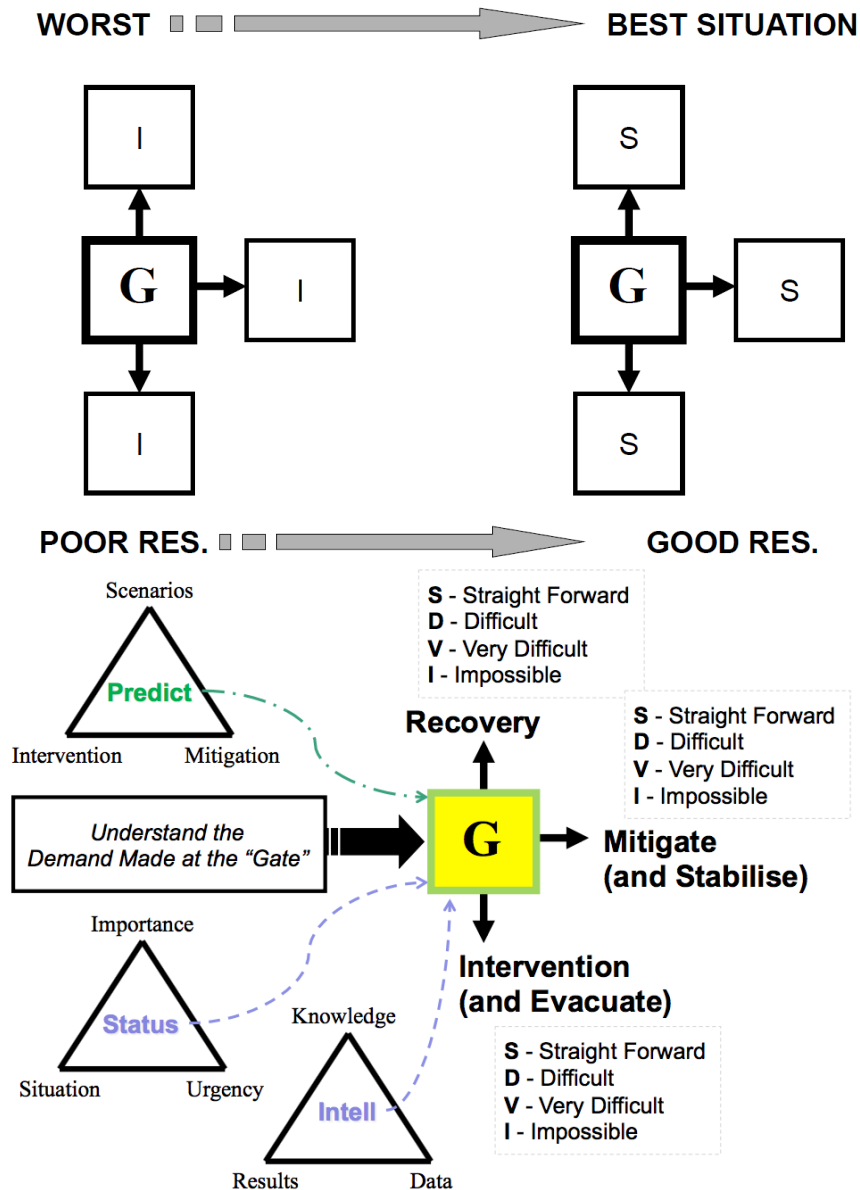 WORST
BEST SITUATION
I
S
G
I
G
S
I
S
POOR RES.
GOOD RES.
Scenarios
Predict
Intervention
Mitigation
S - Straight Forward
D - Difficult
V - Very Difficult
I - Impossible
Recovery
S - Straight Forward
D - Difficult
V - Very Difficult
I - Impossible
Understand the
Demand Made at the “Gate”
G
Mitigate
(and Stabilise)
Importance
Status
Situation
Urgency
Intervention
(and Evacuate)
Knowledge
Intell
Results
Data
S - Straight Forward
D - Difficult
V - Very Difficult
I - Impossible